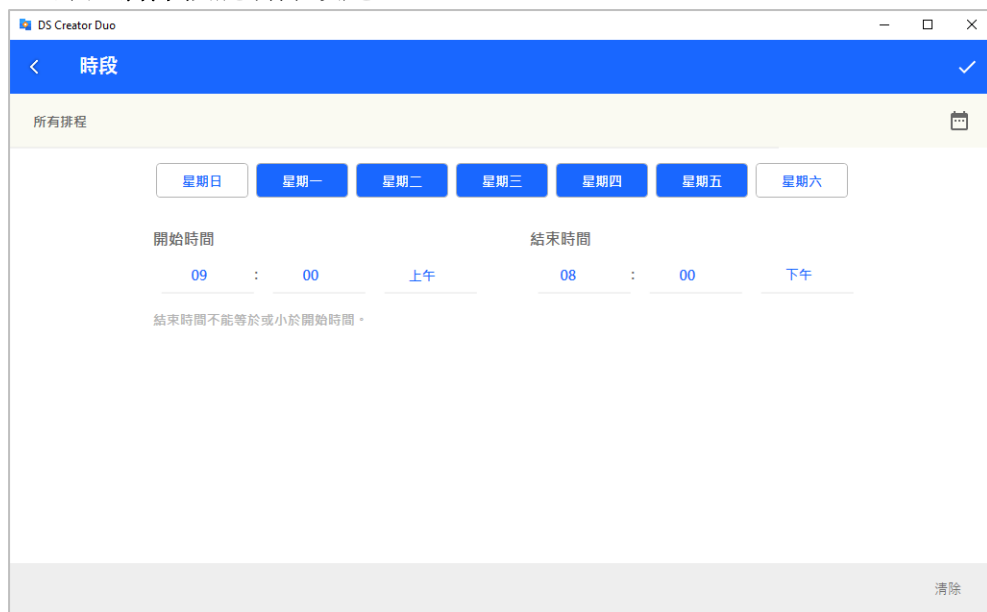 DS Creator Duo
時段
所有排程
星期日 星期一 星期二 星期三 星期四 星期五 星期六
開始時間 結束時間
09 : 00 上午 08 : 00 下午
結束時間不能等於或小於開始時間。
清除